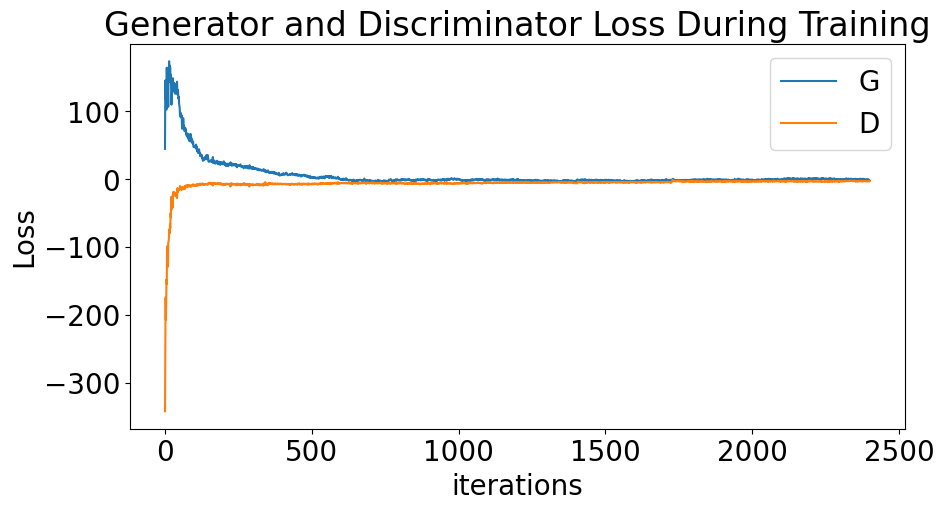 Generator and Discriminator Loss During Training
G
D
100
0
−100
−200
−300
Loss
0 500 1000 1500 2000 2500
iterations